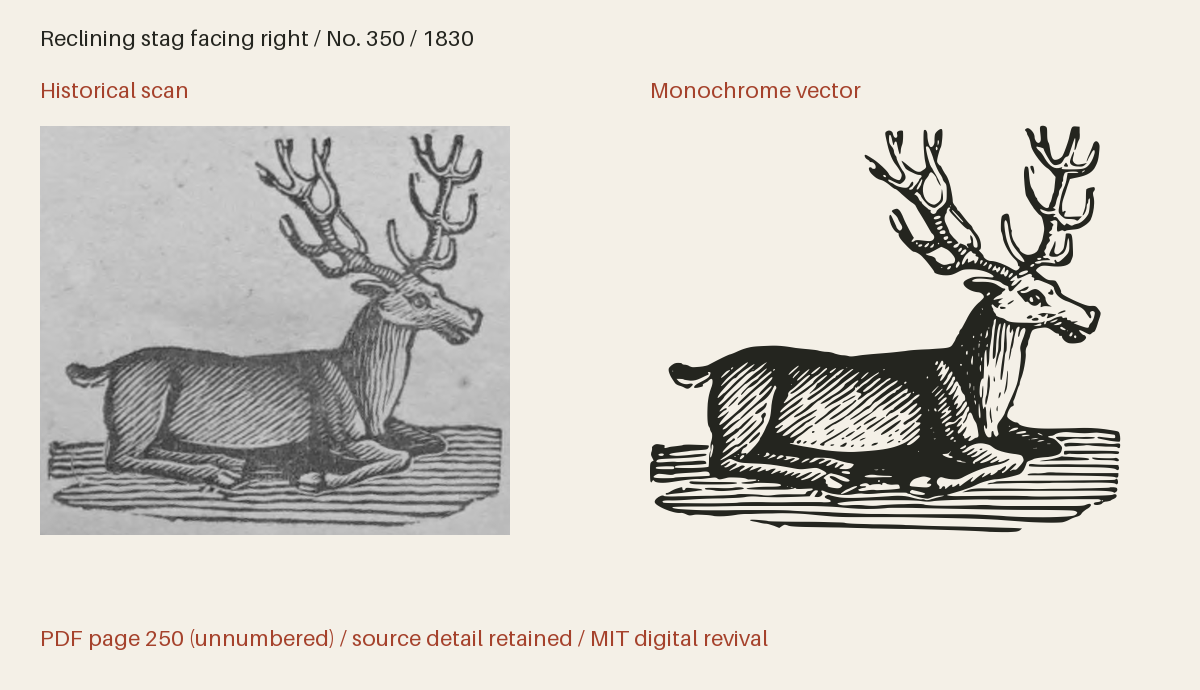 Reclining stag facing right / No. 350 / 1830
Historical scan
Monochrome vector
PDF page 250 (unnumbered) / source detail retained / MIT digital revival